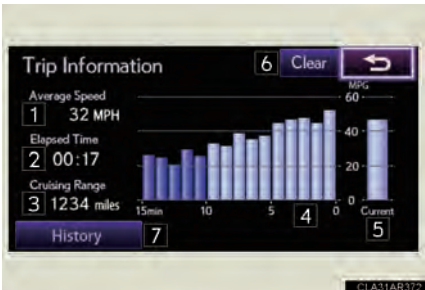 Trip Information
6 Clear
MPG
Average Speed
60
1 32 MPH
Elapsed Time
40
2 00:17
20
Cruising Range
0
3 1234 miles
15min 10 5 4 0 Current
5
History 7
CLA31AR372